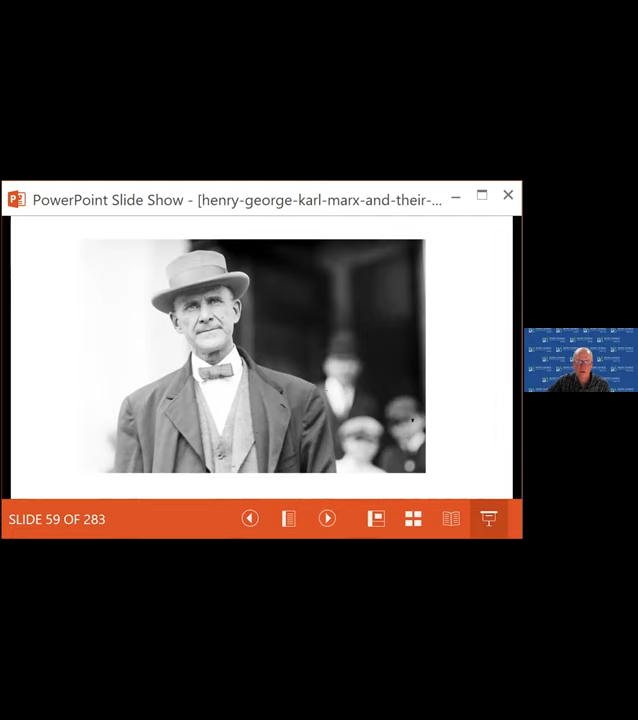 PowerPoint Slide Show - [henry-george-karl-marx-and-their-...
SLIDE 59 OF 283